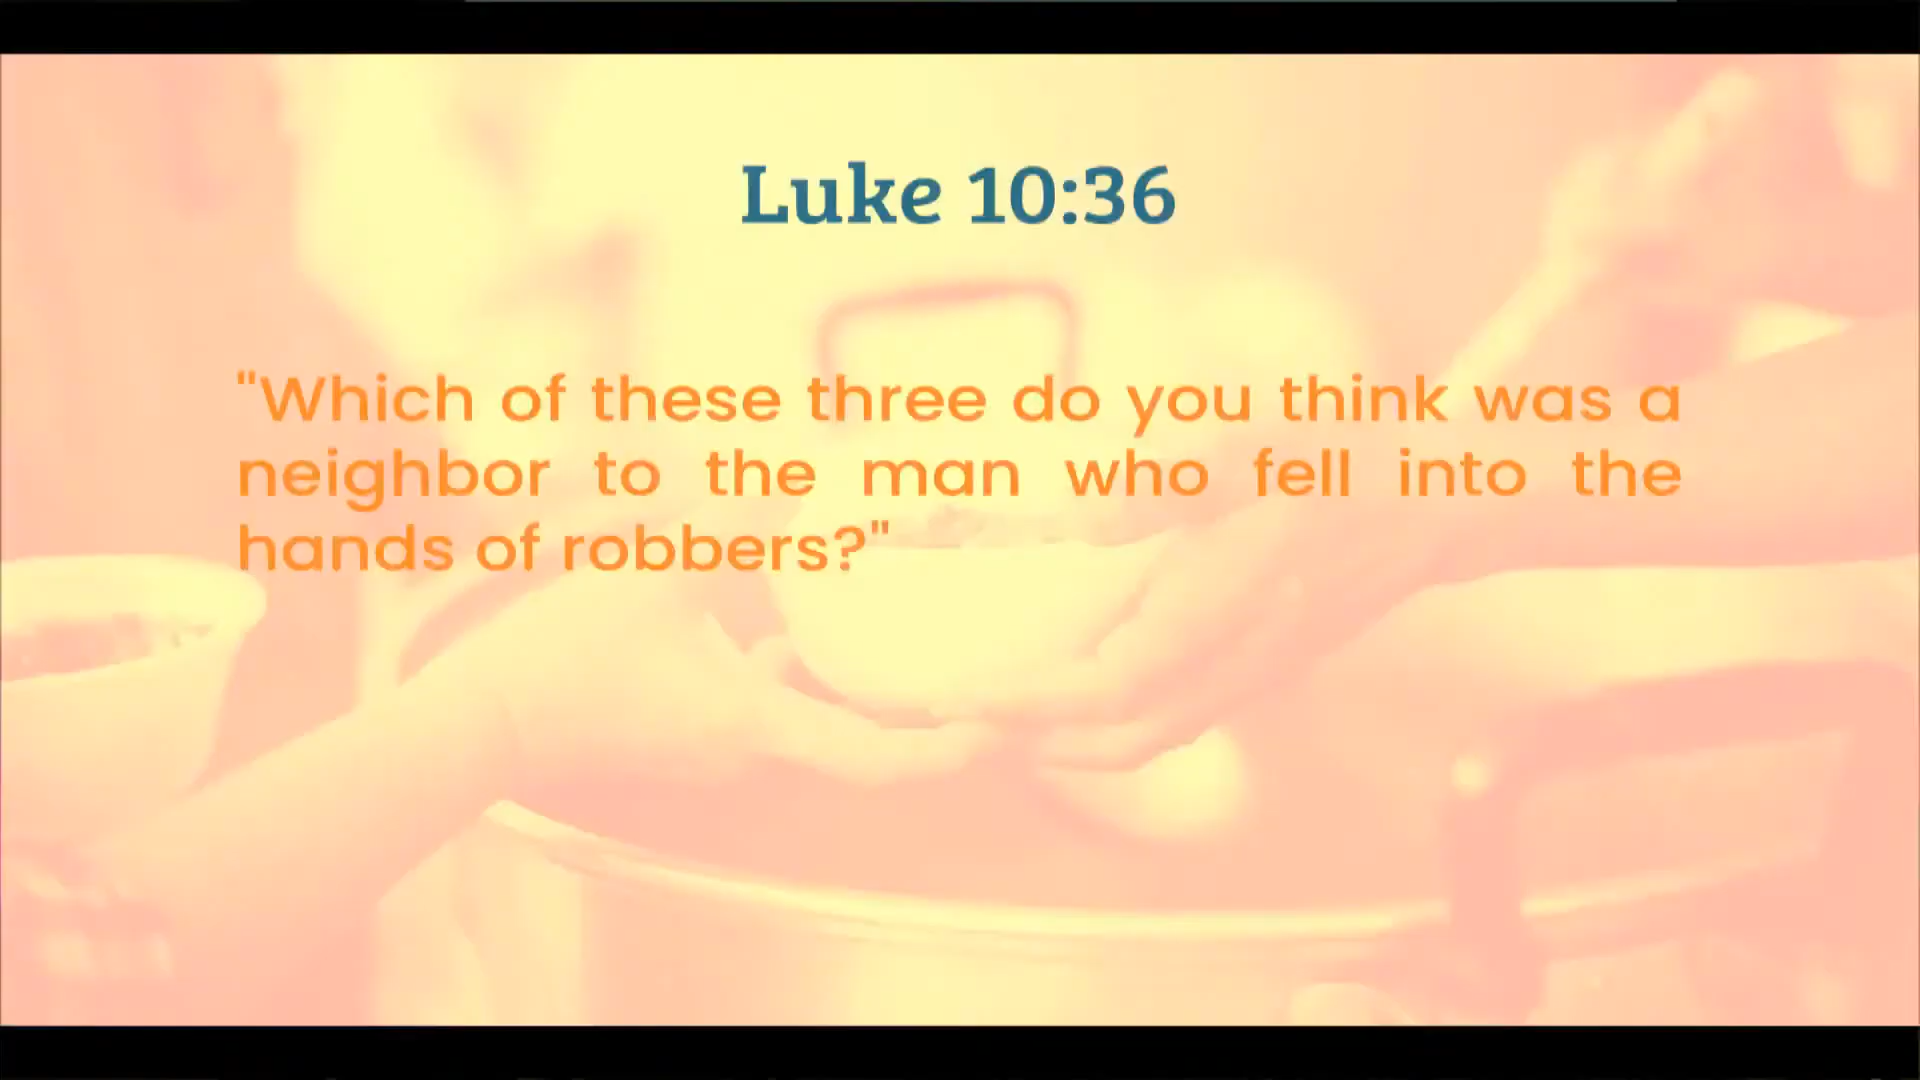 Luke 10:36
"Which of these three do you think was a
neighbor to the man who fell into the
hands of robbers?"